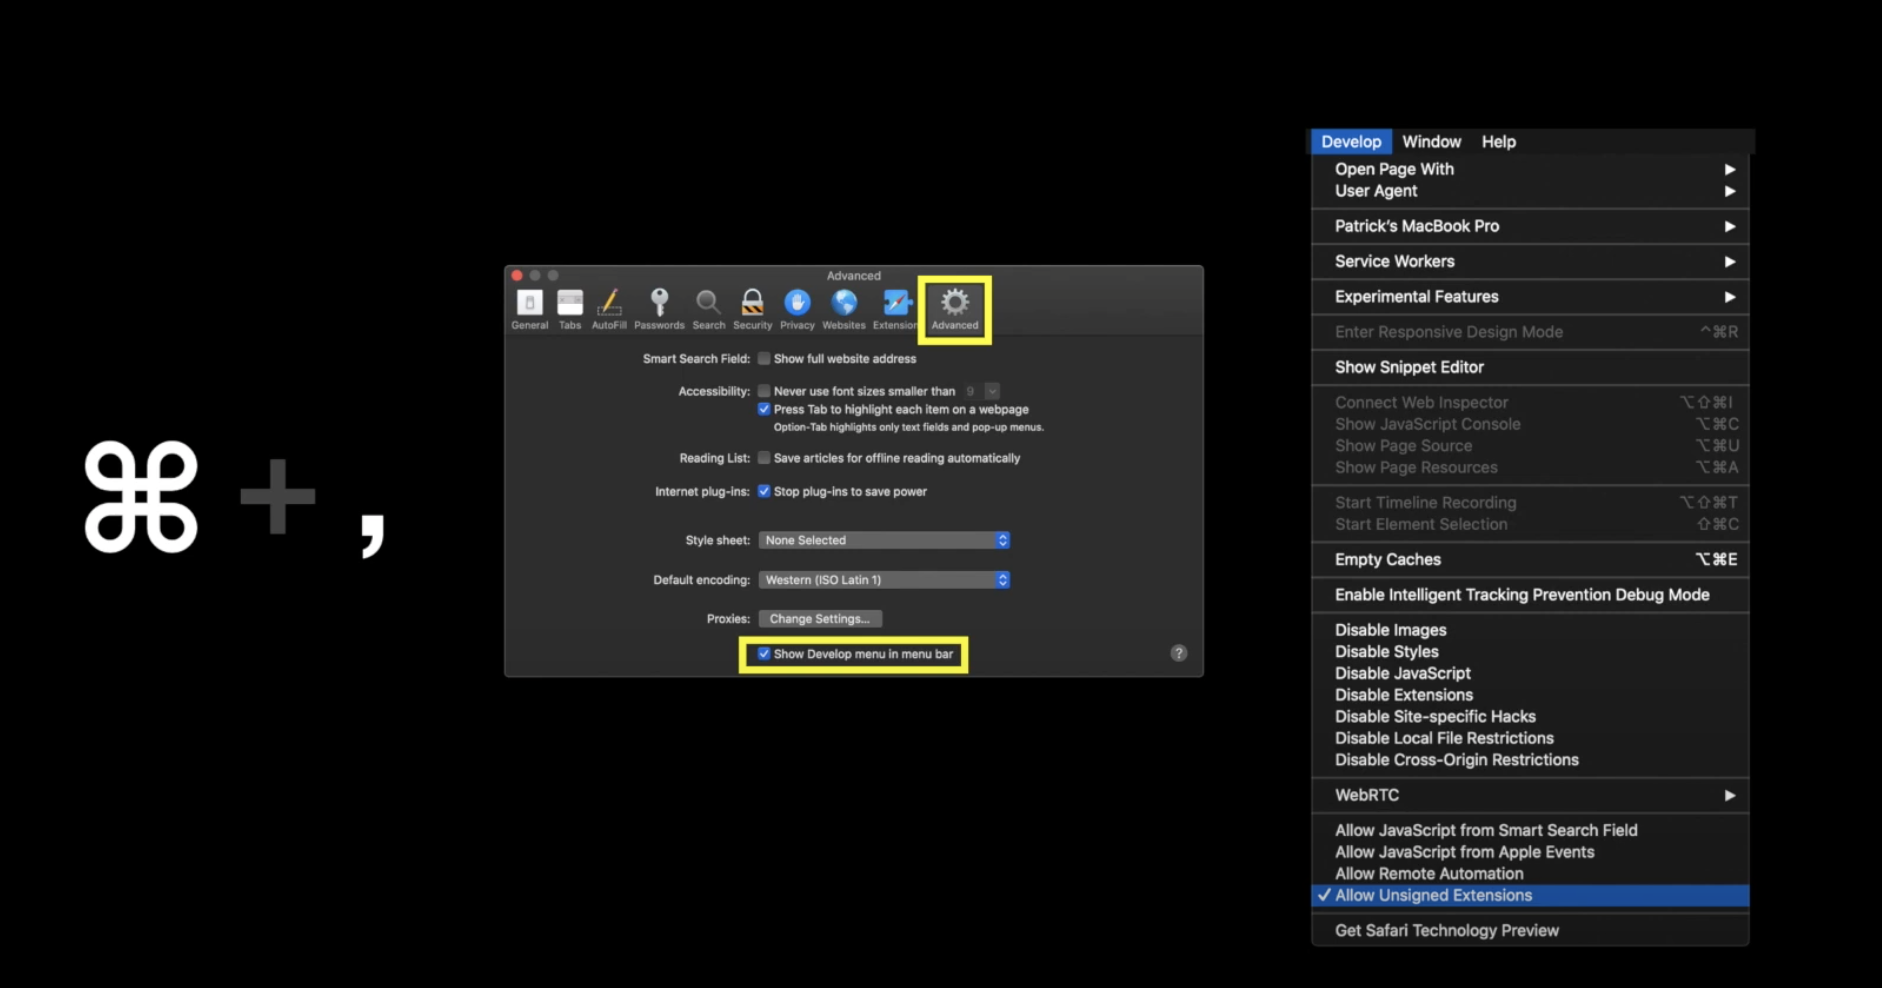 ⌘ + ,
Advanced
General Tabs AutoFill Passwords Search Security Privacy Websites Extension Advanced
Smart Search Field: Show full website address
Accessibility: Never use font sizes smaller than 9
Press Tab to highlight each item on a webpage
Option-Tab highlights only text fields and pop-up menus.
Reading List: Save articles for offline reading automatically
Internet plug-ins: Stop plug-ins to save power
Style sheet: None Selected
Default encoding: Western (ISO Latin 1)
Proxies: Change Settings...
Show Develop menu in menu bar ?
Develop Window Help
Open Page With ▶
User Agent ▶
Patrick's MacBook Pro ▶
Service Workers ▶
Experimental Features ▶
Enter Responsive Design Mode ^⌘R
Show Snippet Editor
Connect Web Inspector ⌥⇧⌘I
Show JavaScript Console ⌥⌘C
Show Page Source ⌥⌘U
Show Page Resources ⌥⌘A
Start Timeline Recording ⌥⇧⌘T
Start Element Selection ⇧⌘C
Empty Caches ⌥⌘E
Enable Intelligent Tracking Prevention Debug Mode
Disable Images
Disable Styles
Disable JavaScript
Disable Extensions
Disable Site-specific Hacks
Disable Local File Restrictions
Disable Cross-Origin Restrictions
WebRTC ▶
Allow JavaScript from Smart Search Field
Allow JavaScript from Apple Events
Allow Remote Automation
✓ Allow Unsigned Extensions
Get Safari Technology Preview